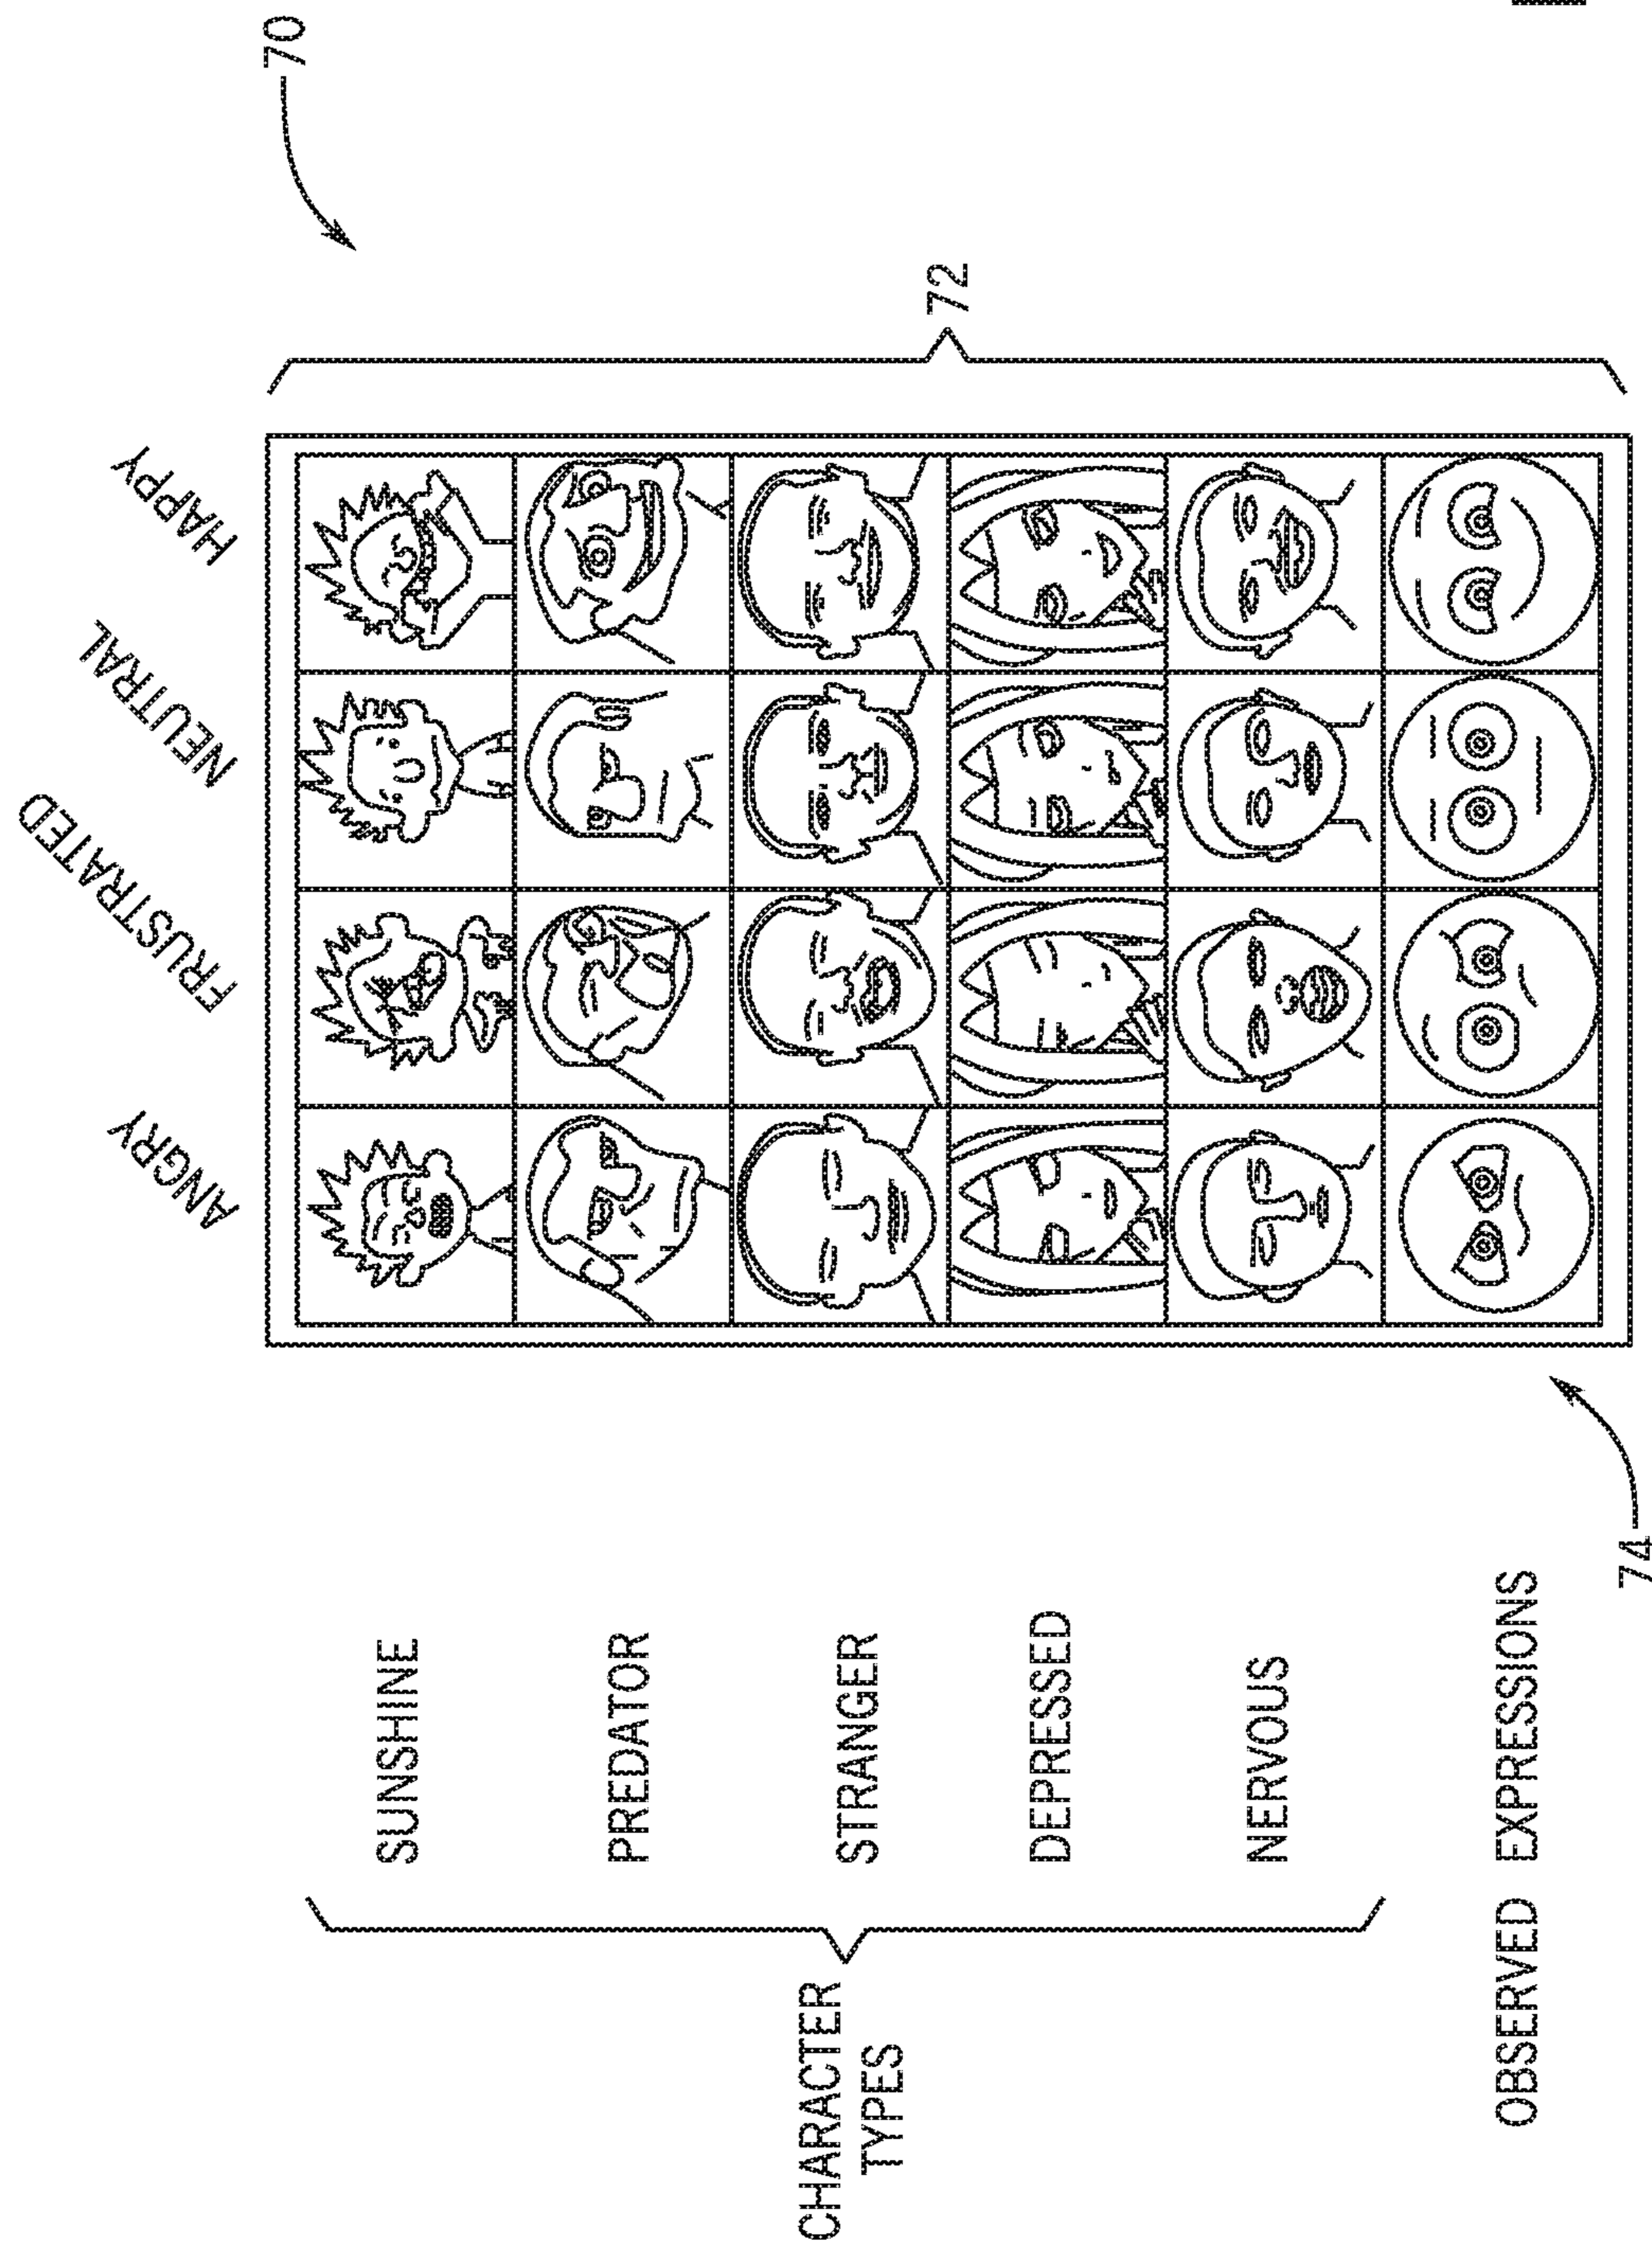 70
HAPPY
NEUTRAL
FRUSTRATED
ANGRY
72
SUNSHINE
PREDATOR
STRANGER
DEPRESSED
NERVOUS
CHARACTER
TYPES
OBSERVED EXPRESSIONS
74